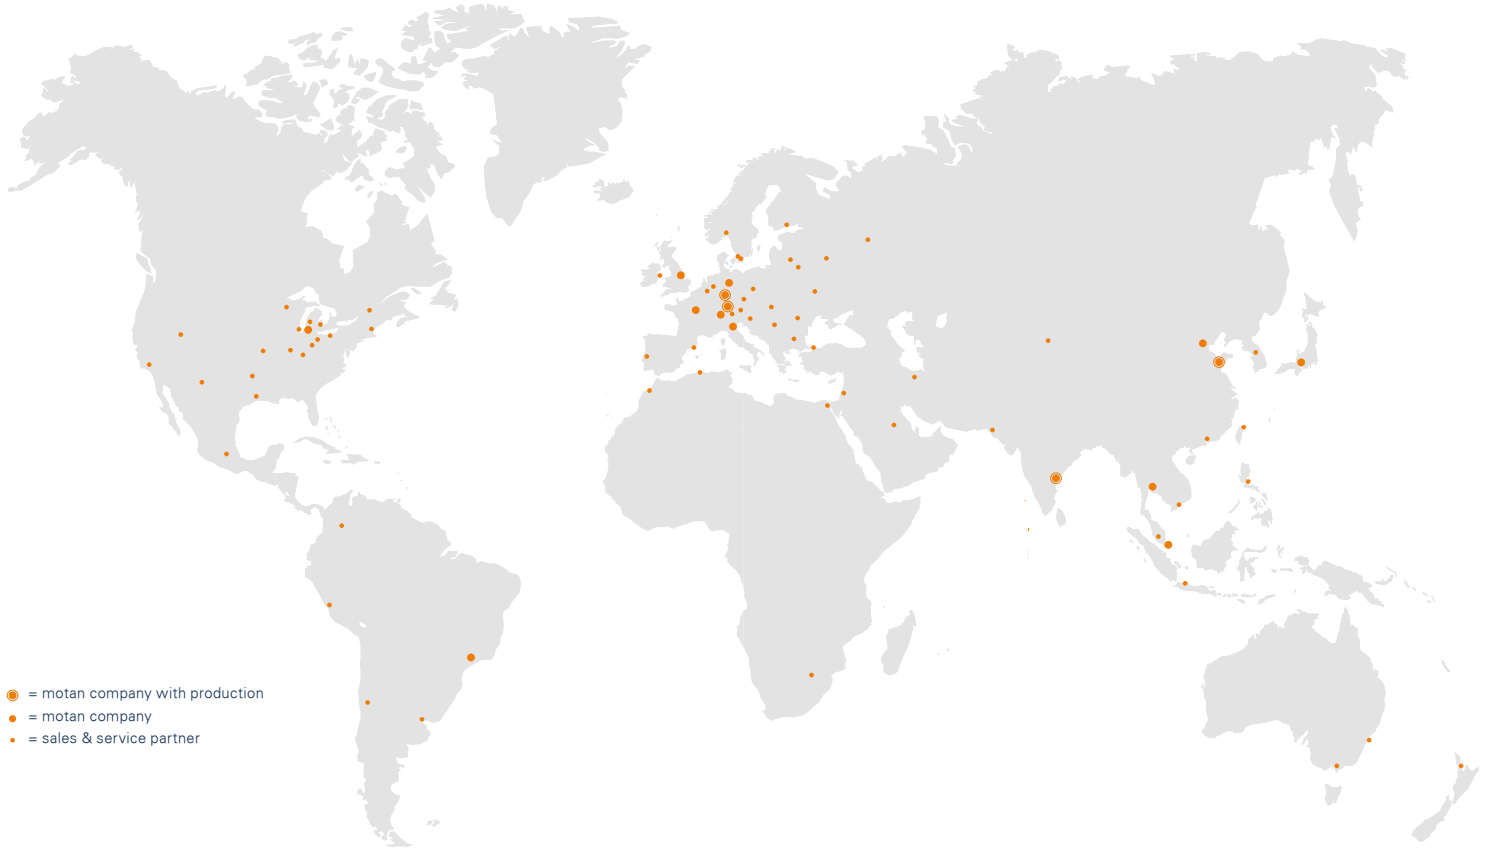 = motan company with production
= motan company
= sales & service partner